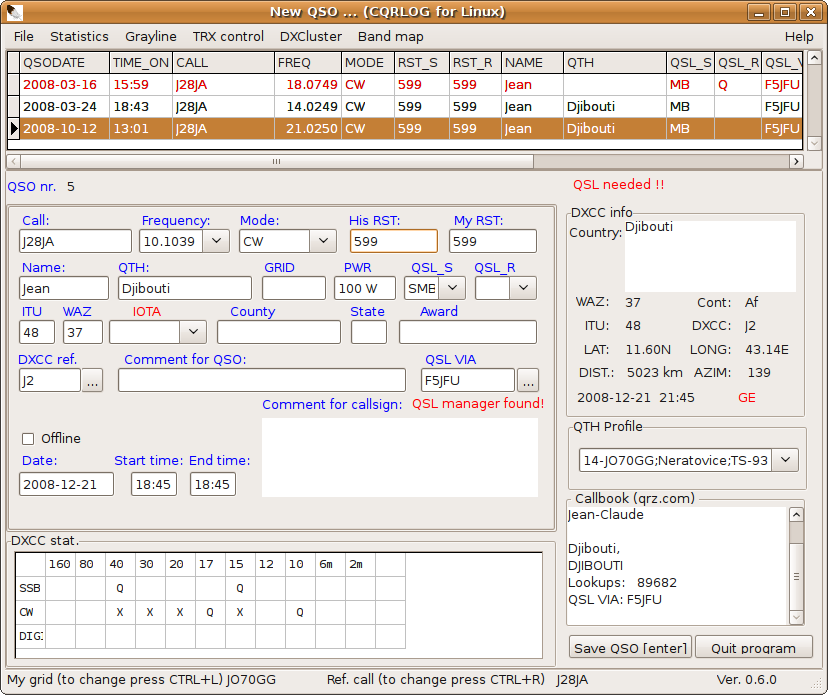 New QSO ... (CQRLOG for Linux)
File Statistics Grayline TRX control DXCluster Band map Help
QSODATE TIME_ON CALL FREQ MODE RST_S RST_R NAME QTH QSL_S QSL_R QSL_V
2008-03-16 15:59 J28JA 18.0749 CW 599 599 Jean MB Q F5JFU
2008-03-24 18:43 J28JA 14.0249 CW 599 599 Jean Djibouti MB F5JFU
2008-10-12 13:01 J28JA 21.0250 CW 599 599 Jean Djibouti MB F5JFU
QSO nr. 5
QSL needed !!
Call: Frequency: Mode: His RST: My RST:
J28JA 10.1039 CW 599 599
Name: QTH: GRID PWR QSL_S QSL_R
Jean Djibouti 100 W SME
ITU WAZ IOTA County State Award
48 37
DXCC ref. Comment for QSO: QSL VIA
J2 ... F5JFU ...
Comment for callsign: QSL manager found!
Offline
Date: Start time: End time:
2008-12-21 18:45 18:45
DXCC info
Country: Djibouti
WAZ: 37 Cont: Af
ITU: 48 DXCC: J2
LAT: 11.60N LONG: 43.14E
DIST.: 5023 km AZIM: 139
2008-12-21 21:45 GE
QTH Profile
14-JO70GG;Neratovice;TS-93
Callbook (qrz.com)
Jean-Claude
Djibouti,
DJIBOUTI
Lookups: 89682
QSL VIA: F5JFU
DXCC stat.
160 80 40 30 20 17 15 12 10 6m 2m
SSB Q Q
CW X X X Q X Q
DIGI
Save QSO [enter] Quit program
My grid (to change press CTRL+L) JO70GG Ref. call (to change press CTRL+R) J28JA Ver. 0.6.0